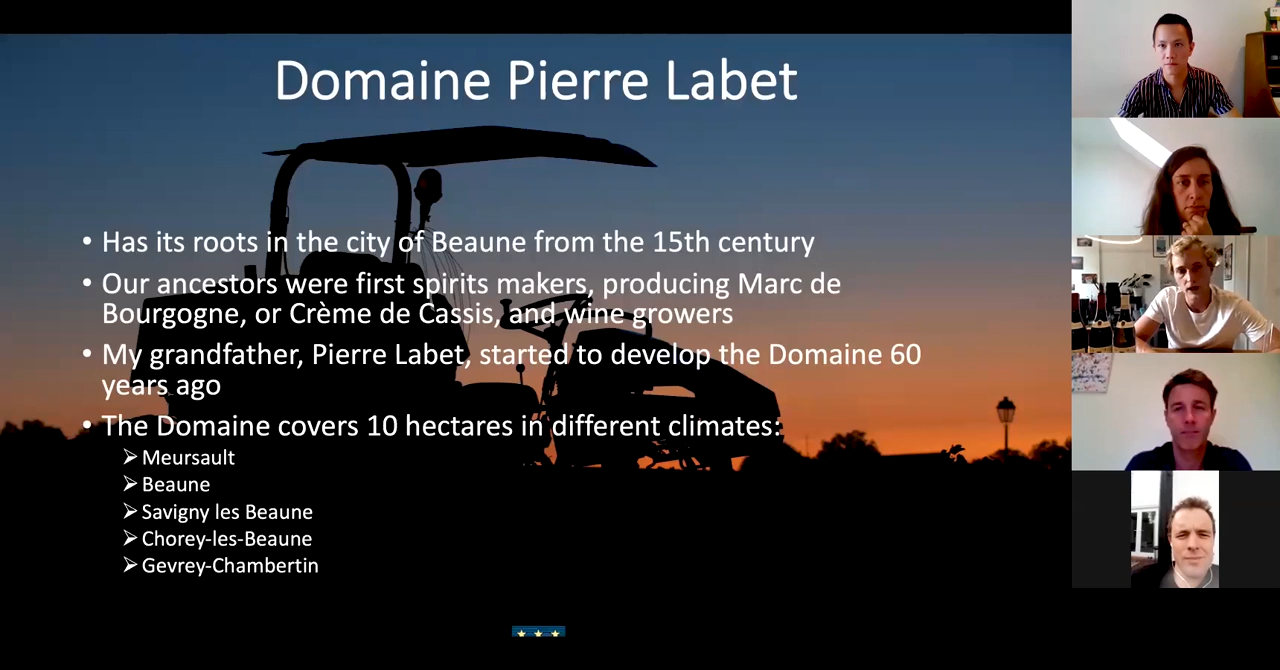 Domaine Pierre Labet
• Has its roots in the city of Beaune from the 15th century
• Our ancestors were first spirits makers, producing Marc de
Bourgogne, or Crème de Cassis, and wine growers
• My grandfather, Pierre Labet, started to develop the Domaine 60
years ago
• The Domaine covers 10 hectares in different climates:
➢ Meursault
➢ Beaune
➢ Savigny les Beaune
➢ Chorey-les-Beaune
➢ Gevrey-Chambertin